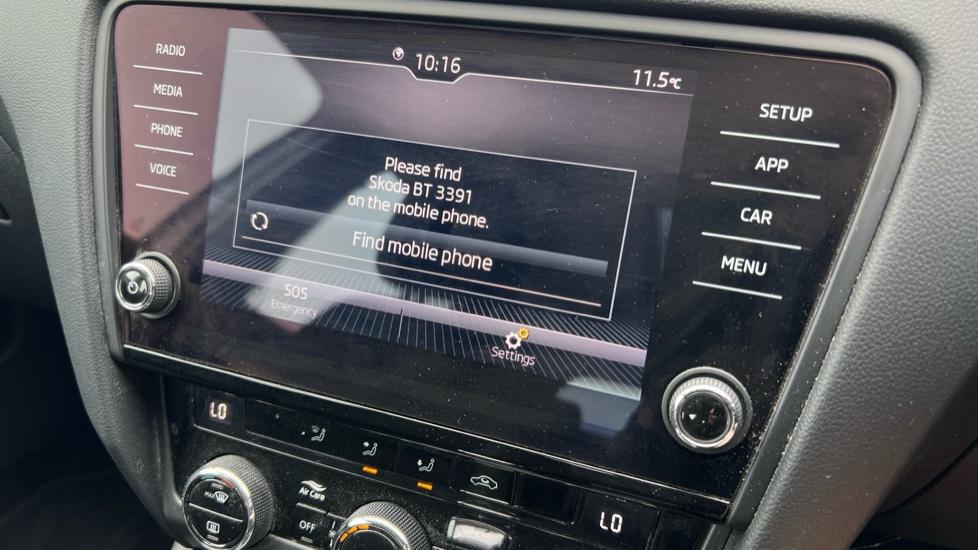 RADIO
MEDIA
PHONE
VOICE
10:16
11.5°C
Please find
Skoda BT 3391
on the mobile phone.
Find mobile phone
SOS
Emergency
Settings
SETUP
APP
CAR
MENU
LO
MAX
Air Care
OFF
LO